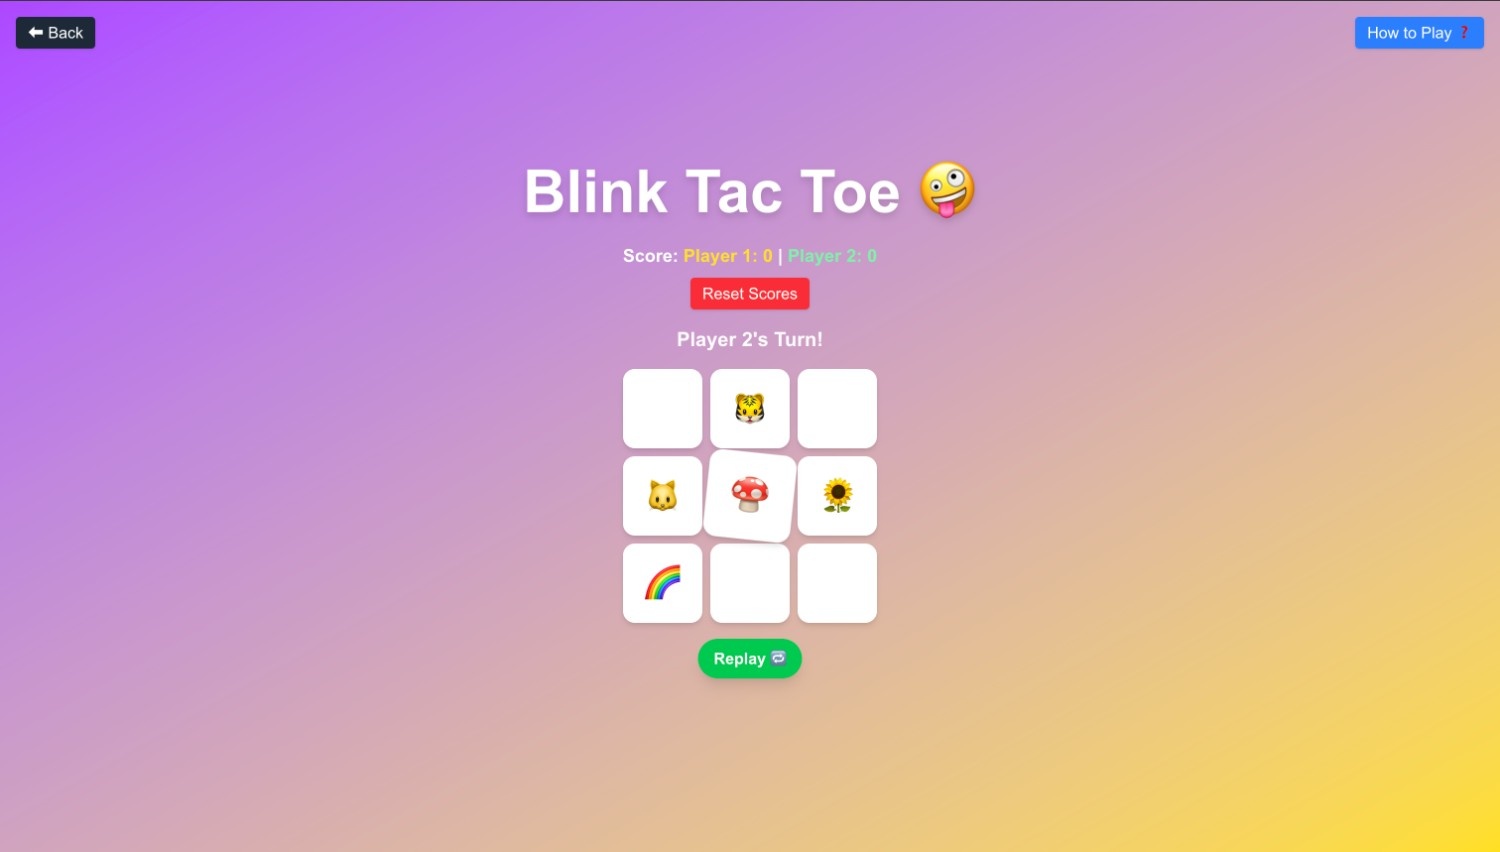 ⬅ Back
How to Play ❓
Blink Tac Toe 🤪
Score: Player 1: 0 | Player 2: 0
Reset Scores
Player 2's Turn!
Replay 🔁